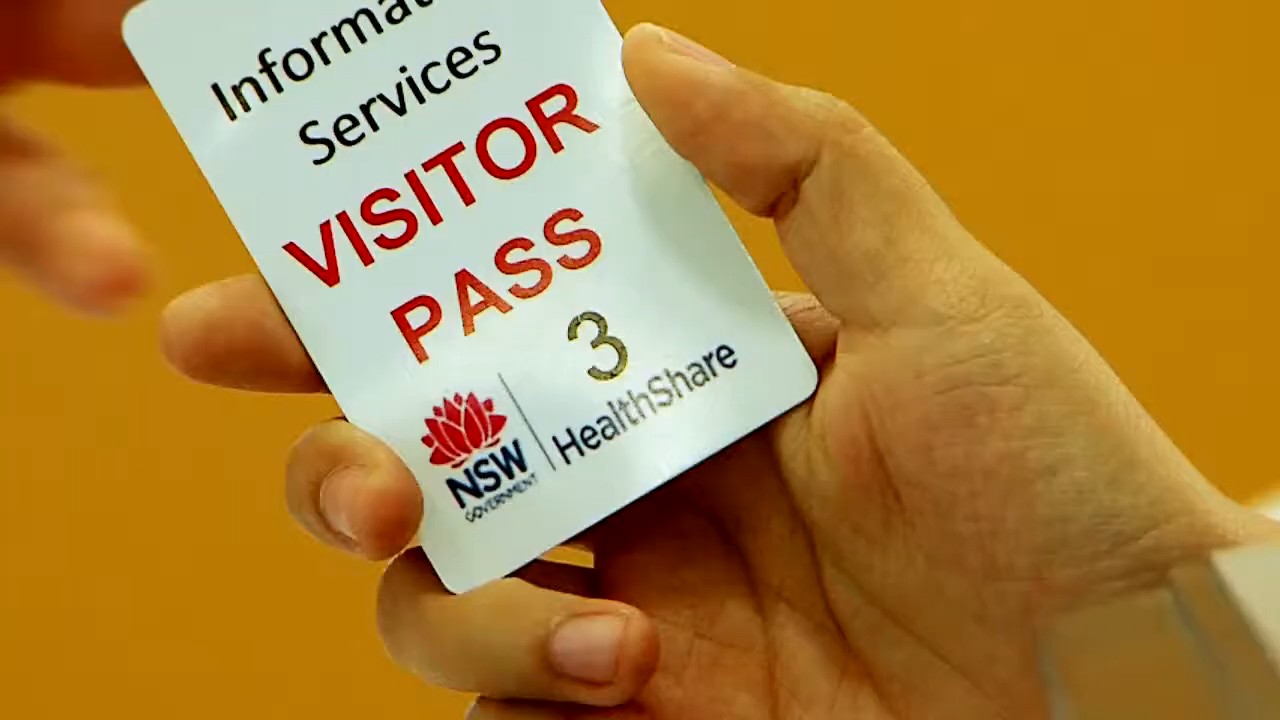 Services
VISITOR
PASS
3
NSW
GOVERNMENT
HealthShare